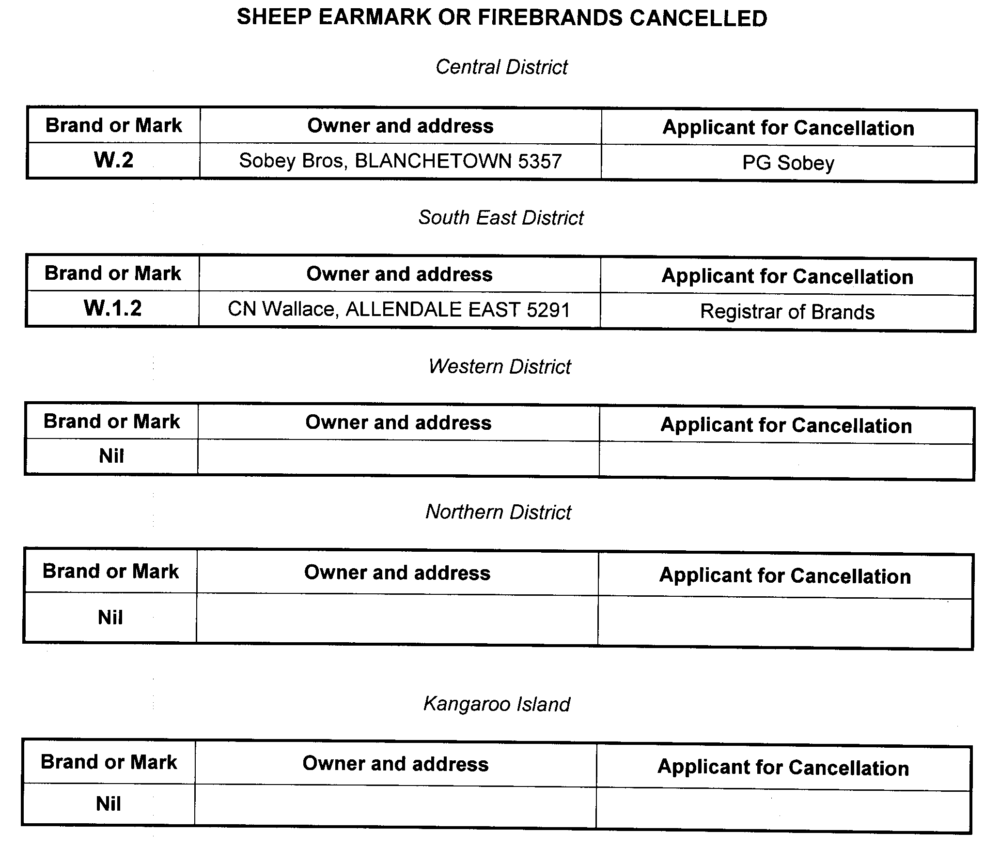 SHEEP EARMARK OR FIREBRANDS CANCELLED
Central District
Brand or Mark Owner and address Applicant for Cancellation
W.2 Sobey Bros, BLANCHETOWN 5357 PG Sobey
South East District
Brand or Mark Owner and address Applicant for Cancellation
W.1.2 CN Wallace, ALLENDALE EAST 5291 Registrar of Brands
Western District
Brand or Mark Owner and address Applicant for Cancellation
Nil
Northern District
Brand or Mark Owner and address Applicant for Cancellation
Nil
Kangaroo Island
Brand or Mark Owner and address Applicant for Cancellation
Nil